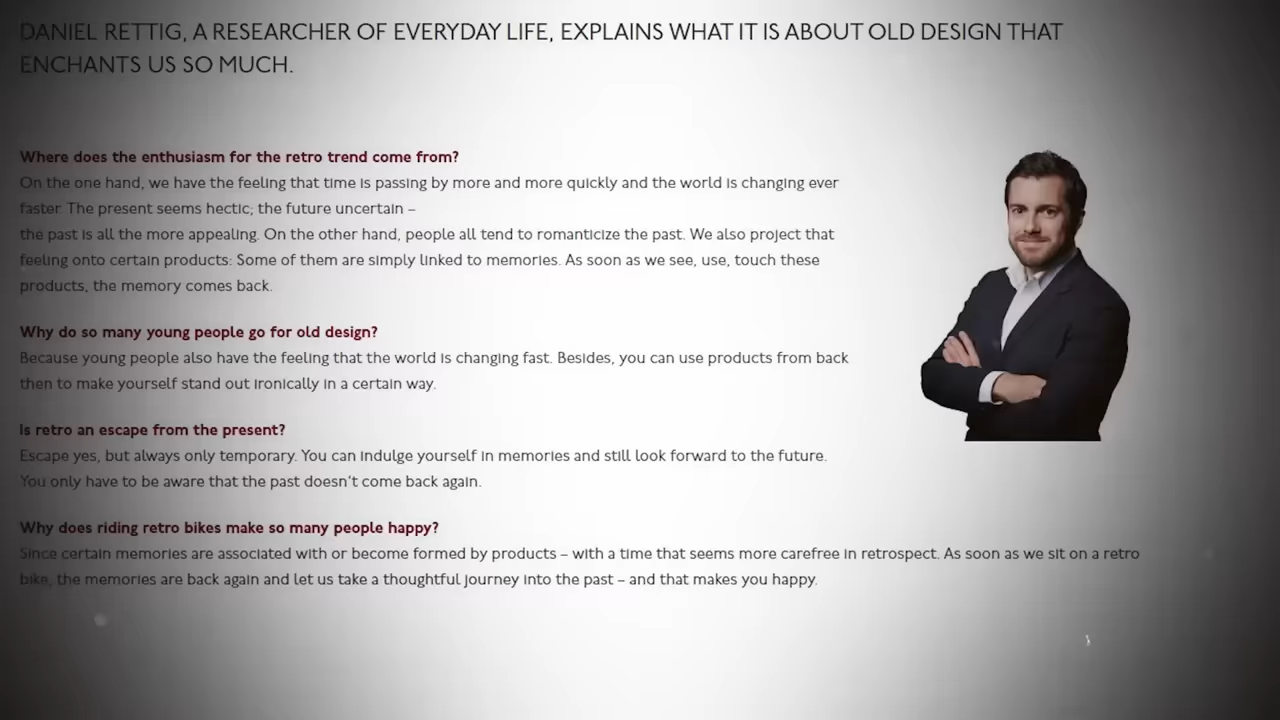 DANIEL RETTIG, A RESEARCHER OF EVERYDAY LIFE, EXPLAINS WHAT IT IS ABOUT OLD DESIGN THAT
ENCHANTS US SO MUCH.
Where does the enthusiasm for the retro trend come from?
On the one hand, we have the feeling that time is passing by more and more quickly and the world is changing ever
faster. The present seems hectic; the future uncertain –
the past is all the more appealing. On the other hand, people all tend to romanticize the past. We also project that
feeling onto certain products: Some of them are simply linked to memories. As soon as we see, use, touch these
products, the memory comes back.
Why do so many young people go for old design?
Because young people also have the feeling that the world is changing fast. Besides, you can use products from back
then to make yourself stand out ironically in a certain way.
Is retro an escape from the present?
Escape yes, but always only temporary. You can indulge yourself in memories and still look forward to the future.
You only have to be aware that the past doesn't come back again.
Why does riding retro bikes make so many people happy?
Since certain memories are associated with or become formed by products – with a time that seems more carefree in retrospect. As soon as we sit on a retro
bike, the memories are back again and let us take a thoughtful journey into the past – and that makes you happy.